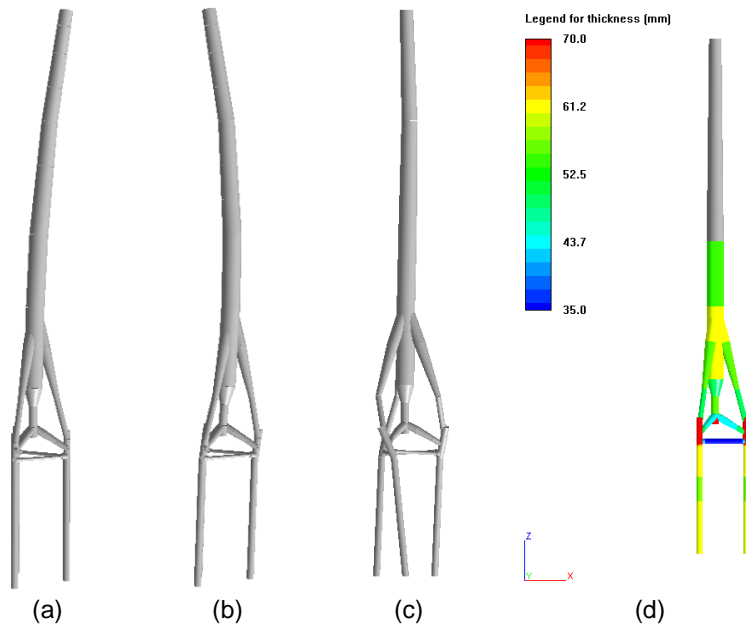 Legend for thickness (mm)
70.0
61.2
52.5
43.7
35.0
Z
Y
X
(a)
(b)
(c)
(d)